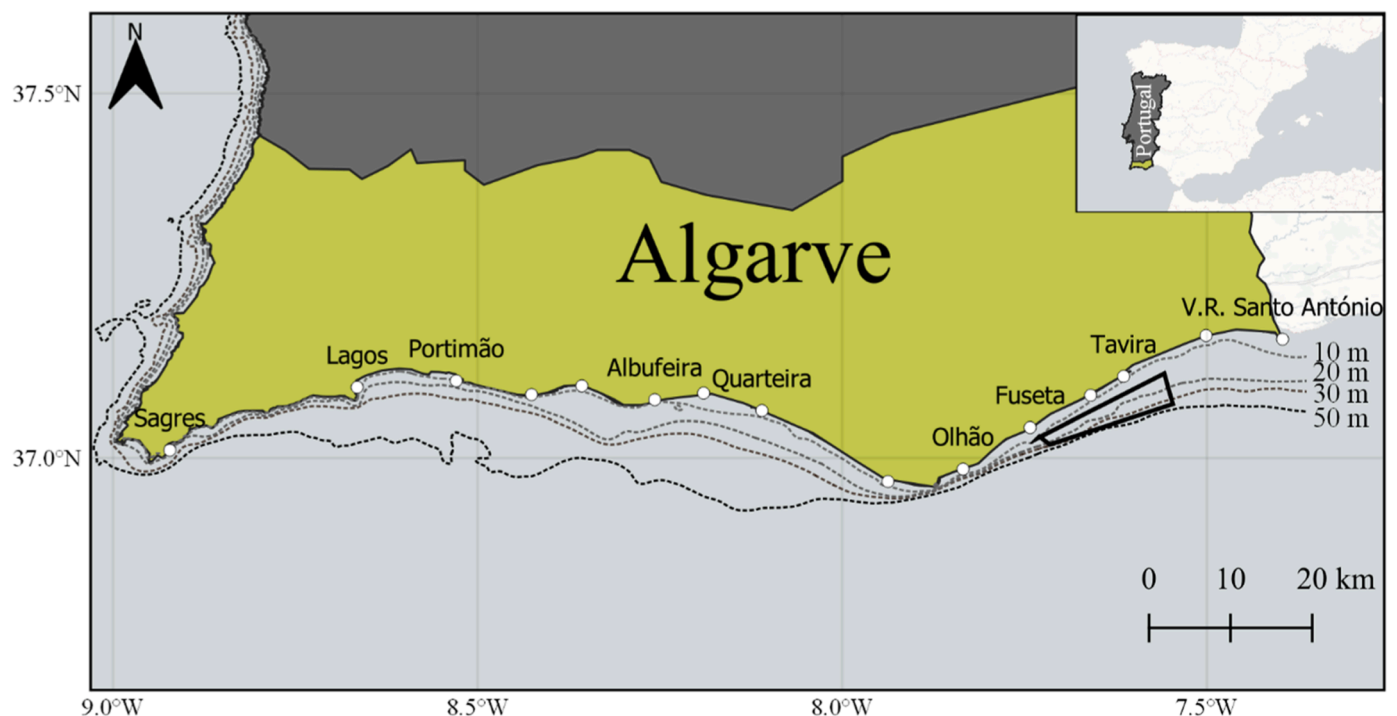 N
37.5°N
Portugal
Algarve
V.R. Santo António
Lagos
Portimão
Tavira
10 m
20 m
30 m
50 m
Albufeira
Quarteira
Fuseta
Sagres
Olhão
37.0°N
0 10 20 km
9.0°W 8.5°W 8.0°W 7.5°W